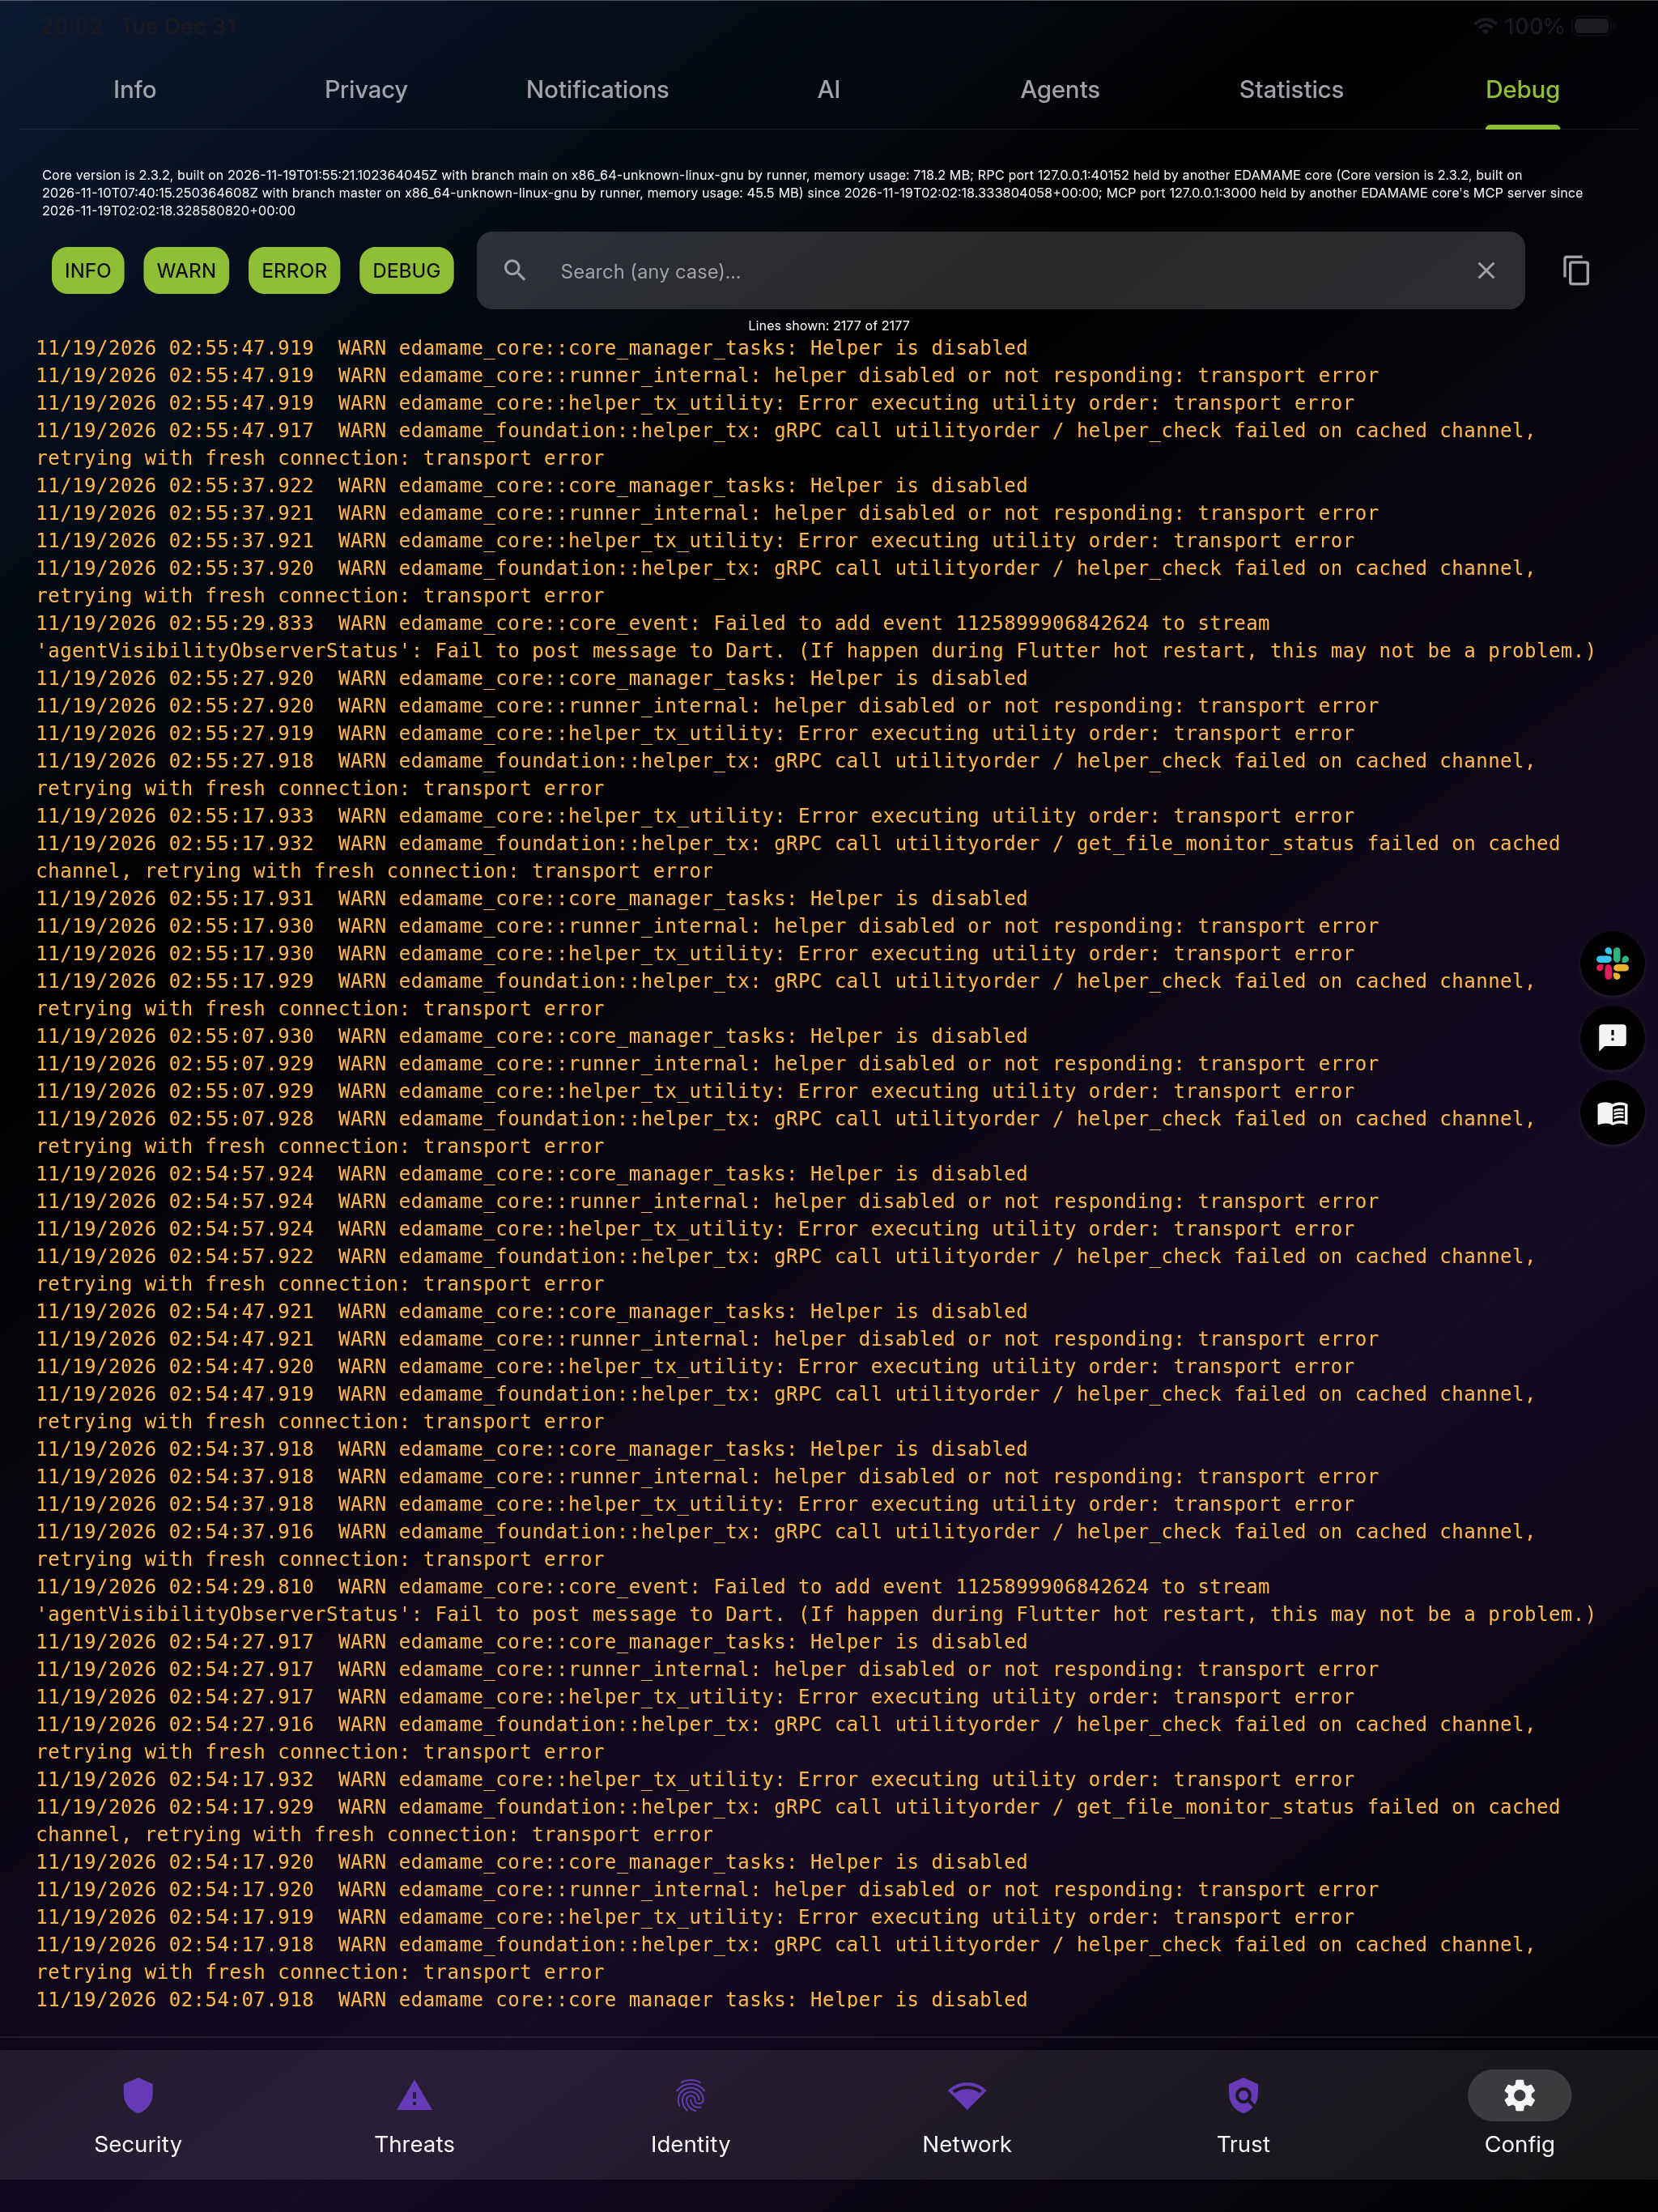 20:02 Tue Dec 31
100%
Info Privacy Notifications AI Agents Statistics Debug
Core version is 2.3.2, built on 2026-11-19T01:55:21.102364045Z with branch main on x86_64-unknown-linux-gnu by runner, memory usage: 718.2 MB; RPC port 127.0.0.1:40152 held by another EDAMAME core (Core version is 2.3.2, built on
2026-11-10T07:40:15.250364608Z with branch master on x86_64-unknown-linux-gnu by runner, memory usage: 45.5 MB) since 2026-11-19T02:02:18.333804058+00:00; MCP port 127.0.0.1:3000 held by another EDAMAME core's MCP server since
2026-11-19T02:02:18.328580820+00:00
INFO WARN ERROR DEBUG Search (any case)...
Lines shown: 2177 of 2177
11/19/2026 02:55:47.919 WARN edamame_core::core_manager_tasks: Helper is disabled
11/19/2026 02:55:47.919 WARN edamame_core::runner_internal: helper disabled or not responding: transport error
11/19/2026 02:55:47.919 WARN edamame_core::helper_tx_utility: Error executing utility order: transport error
11/19/2026 02:55:47.917 WARN edamame_foundation::helper_tx: gRPC call utilityorder / helper_check failed on cached channel,
retrying with fresh connection: transport error
11/19/2026 02:55:37.922 WARN edamame_core::core_manager_tasks: Helper is disabled
11/19/2026 02:55:37.921 WARN edamame_core::runner_internal: helper disabled or not responding: transport error
11/19/2026 02:55:37.921 WARN edamame_core::helper_tx_utility: Error executing utility order: transport error
11/19/2026 02:55:37.920 WARN edamame_foundation::helper_tx: gRPC call utilityorder / helper_check failed on cached channel,
retrying with fresh connection: transport error
11/19/2026 02:55:29.833 WARN edamame_core::core_event: Failed to add event 1125899906842624 to stream
'agentVisibilityObserverStatus': Fail to post message to Dart. (If happen during Flutter hot restart, this may not be a problem.)
11/19/2026 02:55:27.920 WARN edamame_core::core_manager_tasks: Helper is disabled
11/19/2026 02:55:27.920 WARN edamame_core::runner_internal: helper disabled or not responding: transport error
11/19/2026 02:55:27.919 WARN edamame_core::helper_tx_utility: Error executing utility order: transport error
11/19/2026 02:55:27.918 WARN edamame_foundation::helper_tx: gRPC call utilityorder / helper_check failed on cached channel,
retrying with fresh connection: transport error
11/19/2026 02:55:17.933 WARN edamame_core::helper_tx_utility: Error executing utility order: transport error
11/19/2026 02:55:17.932 WARN edamame_foundation::helper_tx: gRPC call utilityorder / get_file_monitor_status failed on cached
channel, retrying with fresh connection: transport error
11/19/2026 02:55:17.931 WARN edamame_core::core_manager_tasks: Helper is disabled
11/19/2026 02:55:17.930 WARN edamame_core::runner_internal: helper disabled or not responding: transport error
11/19/2026 02:55:17.930 WARN edamame_core::helper_tx_utility: Error executing utility order: transport error
11/19/2026 02:55:17.929 WARN edamame_foundation::helper_tx: gRPC call utilityorder / helper_check failed on cached channel,
retrying with fresh connection: transport error
11/19/2026 02:55:07.930 WARN edamame_core::core_manager_tasks: Helper is disabled
11/19/2026 02:55:07.929 WARN edamame_core::runner_internal: helper disabled or not responding: transport error
11/19/2026 02:55:07.929 WARN edamame_core::helper_tx_utility: Error executing utility order: transport error
11/19/2026 02:55:07.928 WARN edamame_foundation::helper_tx: gRPC call utilityorder / helper_check failed on cached channel,
retrying with fresh connection: transport error
11/19/2026 02:54:57.924 WARN edamame_core::core_manager_tasks: Helper is disabled
11/19/2026 02:54:57.924 WARN edamame_core::runner_internal: helper disabled or not responding: transport error
11/19/2026 02:54:57.924 WARN edamame_core::helper_tx_utility: Error executing utility order: transport error
11/19/2026 02:54:57.922 WARN edamame_foundation::helper_tx: gRPC call utilityorder / helper_check failed on cached channel,
retrying with fresh connection: transport error
11/19/2026 02:54:47.921 WARN edamame_core::core_manager_tasks: Helper is disabled
11/19/2026 02:54:47.921 WARN edamame_core::runner_internal: helper disabled or not responding: transport error
11/19/2026 02:54:47.920 WARN edamame_core::helper_tx_utility: Error executing utility order: transport error
11/19/2026 02:54:47.919 WARN edamame_foundation::helper_tx: gRPC call utilityorder / helper_check failed on cached channel,
retrying with fresh connection: transport error
11/19/2026 02:54:37.918 WARN edamame_core::core_manager_tasks: Helper is disabled
11/19/2026 02:54:37.918 WARN edamame_core::runner_internal: helper disabled or not responding: transport error
11/19/2026 02:54:37.918 WARN edamame_core::helper_tx_utility: Error executing utility order: transport error
11/19/2026 02:54:37.916 WARN edamame_foundation::helper_tx: gRPC call utilityorder / helper_check failed on cached channel,
retrying with fresh connection: transport error
11/19/2026 02:54:29.810 WARN edamame_core::core_event: Failed to add event 1125899906842624 to stream
'agentVisibilityObserverStatus': Fail to post message to Dart. (If happen during Flutter hot restart, this may not be a problem.)
11/19/2026 02:54:27.917 WARN edamame_core::core_manager_tasks: Helper is disabled
11/19/2026 02:54:27.917 WARN edamame_core::runner_internal: helper disabled or not responding: transport error
11/19/2026 02:54:27.917 WARN edamame_core::helper_tx_utility: Error executing utility order: transport error
11/19/2026 02:54:27.916 WARN edamame_foundation::helper_tx: gRPC call utilityorder / helper_check failed on cached channel,
retrying with fresh connection: transport error
11/19/2026 02:54:17.932 WARN edamame_core::helper_tx_utility: Error executing utility order: transport error
11/19/2026 02:54:17.929 WARN edamame_foundation::helper_tx: gRPC call utilityorder / get_file_monitor_status failed on cached
channel, retrying with fresh connection: transport error
11/19/2026 02:54:17.920 WARN edamame_core::core_manager_tasks: Helper is disabled
11/19/2026 02:54:17.920 WARN edamame_core::runner_internal: helper disabled or not responding: transport error
11/19/2026 02:54:17.919 WARN edamame_core::helper_tx_utility: Error executing utility order: transport error
11/19/2026 02:54:17.918 WARN edamame_foundation::helper_tx: gRPC call utilityorder / helper_check failed on cached channel,
retrying with fresh connection: transport error
11/19/2026 02:54:07.918 WARN edamame_core::core_manager_tasks: Helper is disabled
Security Threats Identity Network Trust Config